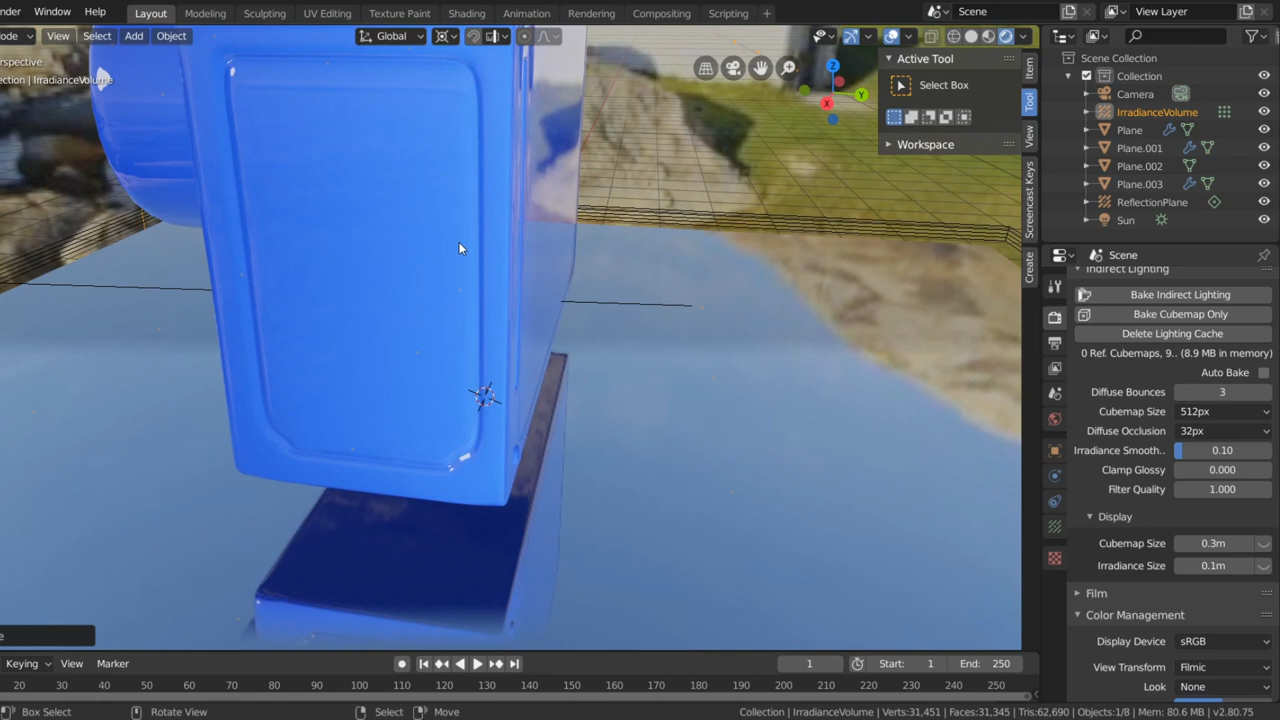 nder Window Help Layout Modeling Sculpting UV Editing Texture Paint Shading Animation Rendering Compositing Scripting + Scene View Layer
ode View Select Add Object Global
erspective
ection | IrradianceVolume
Z
Y
X
Active Tool
Select Box
Workspace
Item
Tool
View
Screencast Keys
Create
Scene Collection
Collection
Camera
IrradianceVolume
Plane
Plane.001
Plane.002
Plane.003
ReflectionPlane
Sun
Scene
Indirect Lighting
Bake Indirect Lighting
Bake Cubemap Only
Delete Lighting Cache
0 Ref. Cubemaps, 9.. (8.9 MB in memory)
Auto Bake
Diffuse Bounces 3
Cubemap Size 512px
Diffuse Occlusion 32px
Irradiance Smooth.. 0.10
Clamp Glossy 0.000
Filter Quality 1.000
Display
Cubemap Size 0.3m
Irradiance Size 0.1m
Film
Color Management
Display Device sRGB
View Transform Filmic
Look None
e
Keying View Marker 1 Start: 1 End: 250
20 30 40 50 60 70 80 90 100 110 120 130 140 150 160 170 180 190 200 210 220 230 240 250
Box Select Rotate View Select Move Collection | IrradianceVolume | Verts:31,451 | Faces:31,345 | Tris:62,690 | Objects:1/8 | Mem: 80.6 MB | v2.80.75